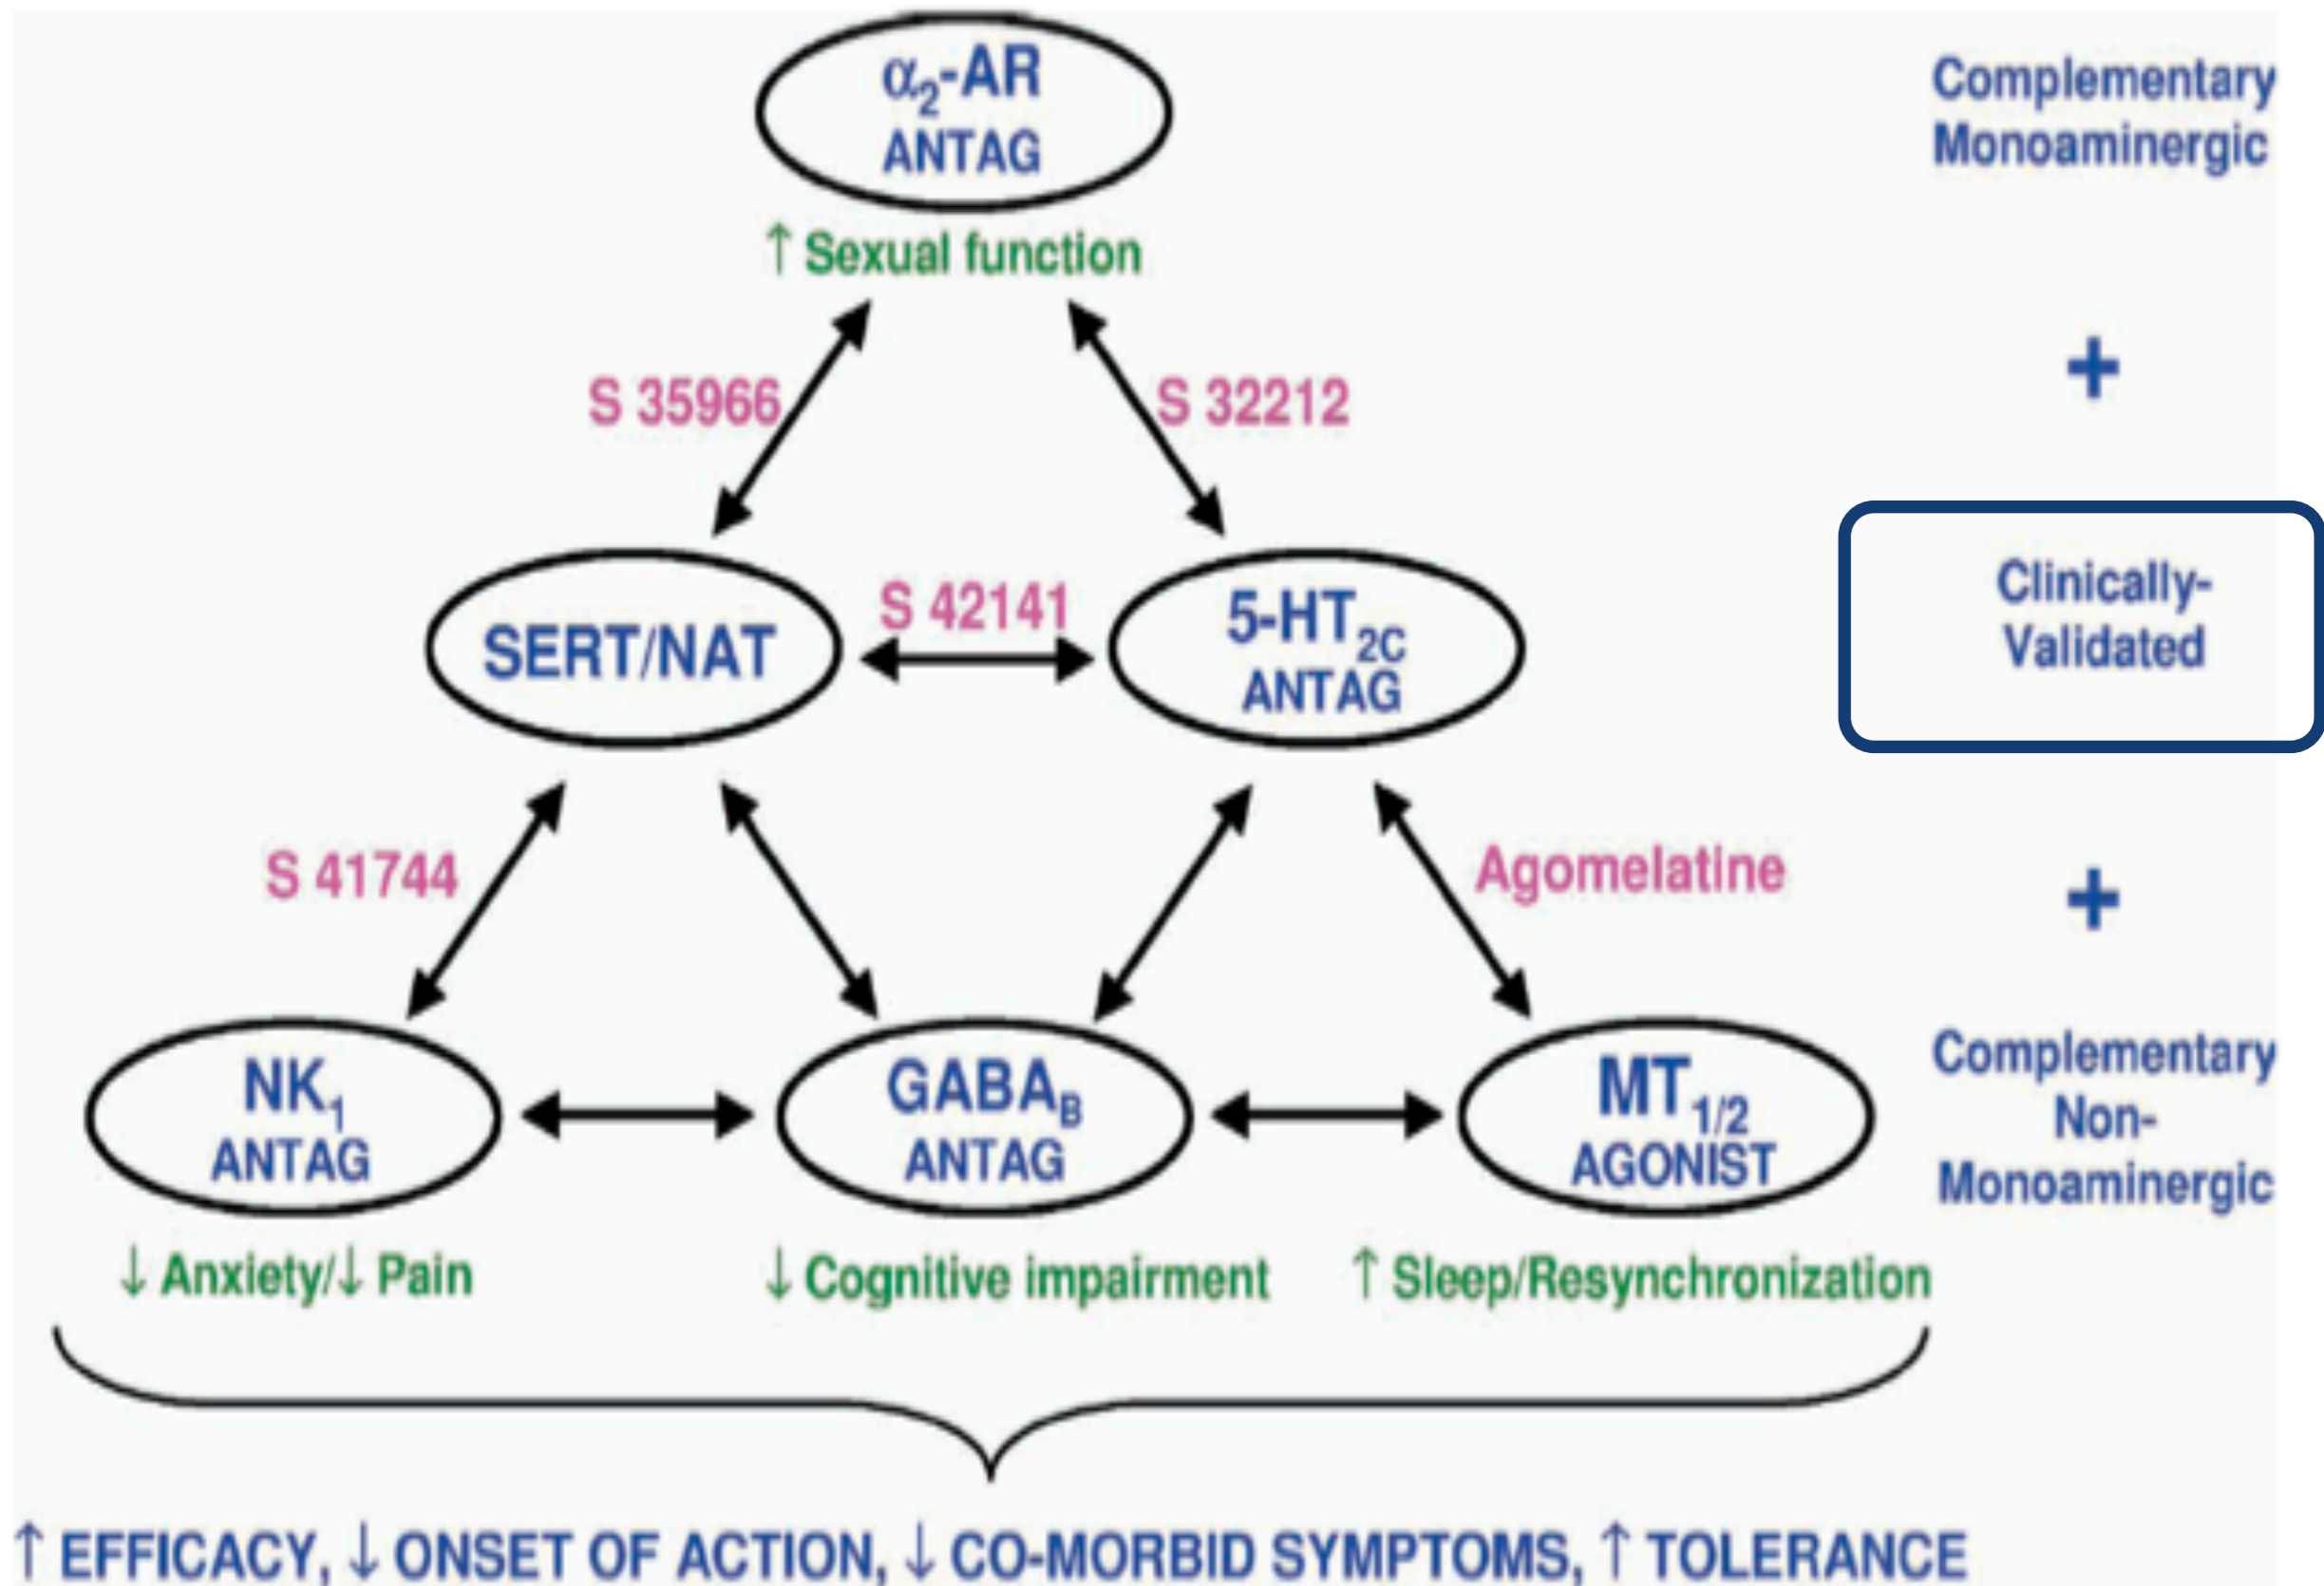 α2-AR
ANTAG
Complementary
Monoaminergic
↑ Sexual function
+
S 35966
S 32212
SERT/NAT
S 42141
5-HT2C
ANTAG
Clinically-
Validated
S 41744
Agomelatine
+
NK1
ANTAG
GABAB
ANTAG
MT1/2
AGONIST
Complementary
Non-
Monoaminergic
↓ Anxiety/↓ Pain
↓ Cognitive impairment
↑ Sleep/Resynchronization
↑ EFFICACY, ↓ ONSET OF ACTION, ↓ CO-MORBID SYMPTOMS, ↑ TOLERANCE